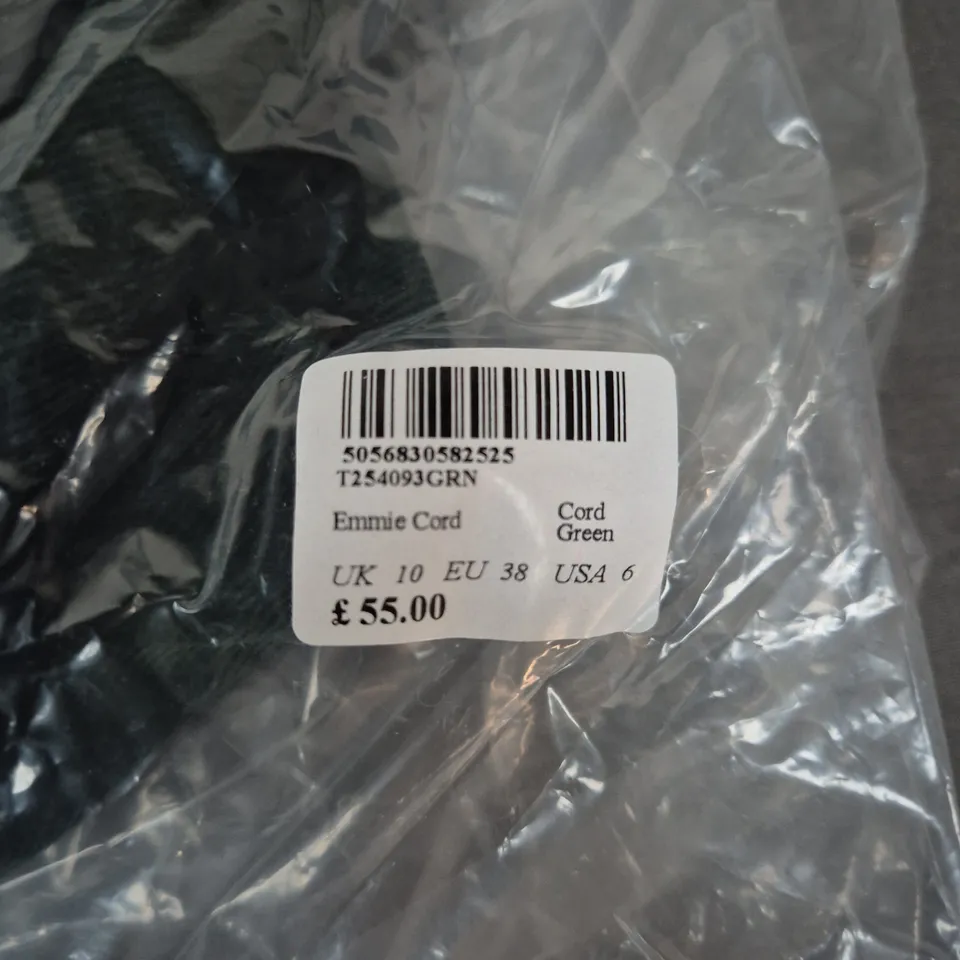 5056830582525
T254093GRN
Emmie Cord
Cord
Green
UK 10 EU 38 USA 6
£ 55.00